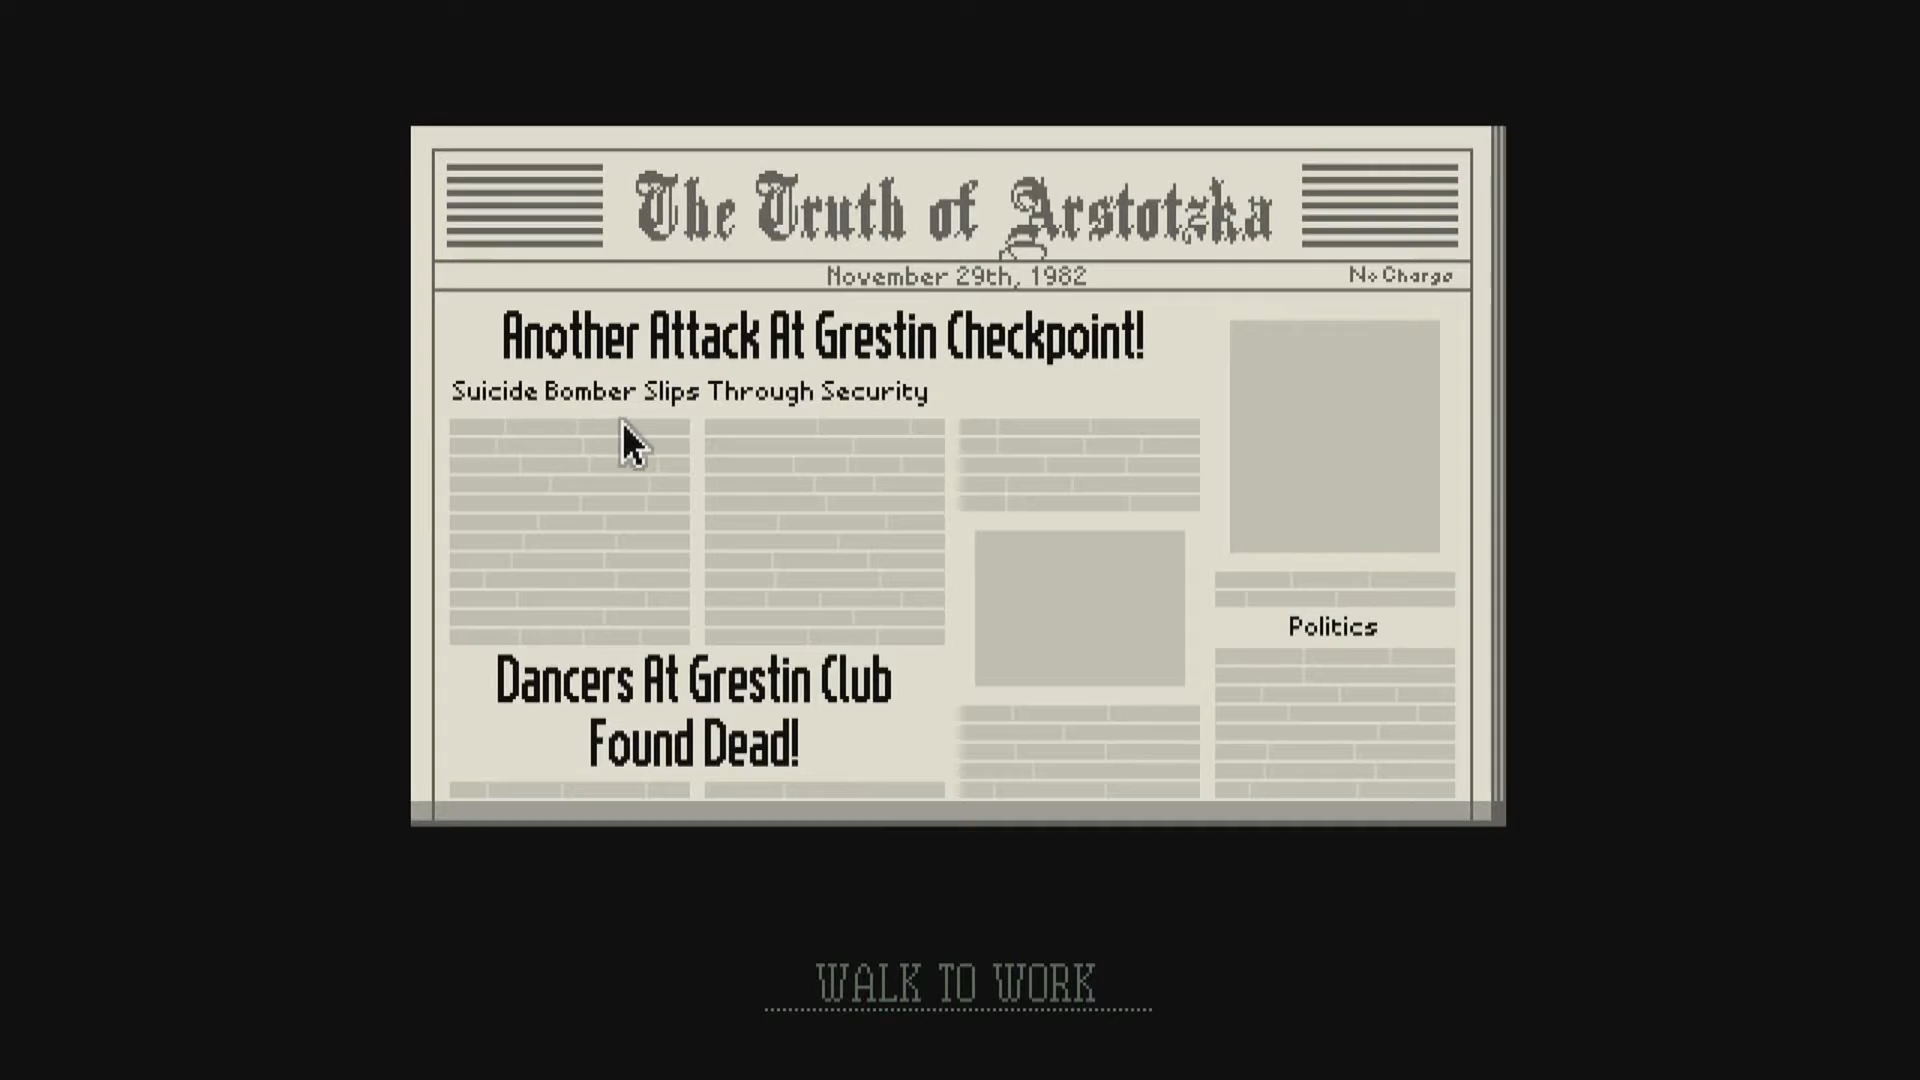 The Truth of Arstotzka
November 29th, 1982
No Charge
Another Attack At Grestin Checkpoint!
Suicide Bomber Slips Through Security
Politics
Dancers At Grestin Club
Found Dead!
WALK TO WORK